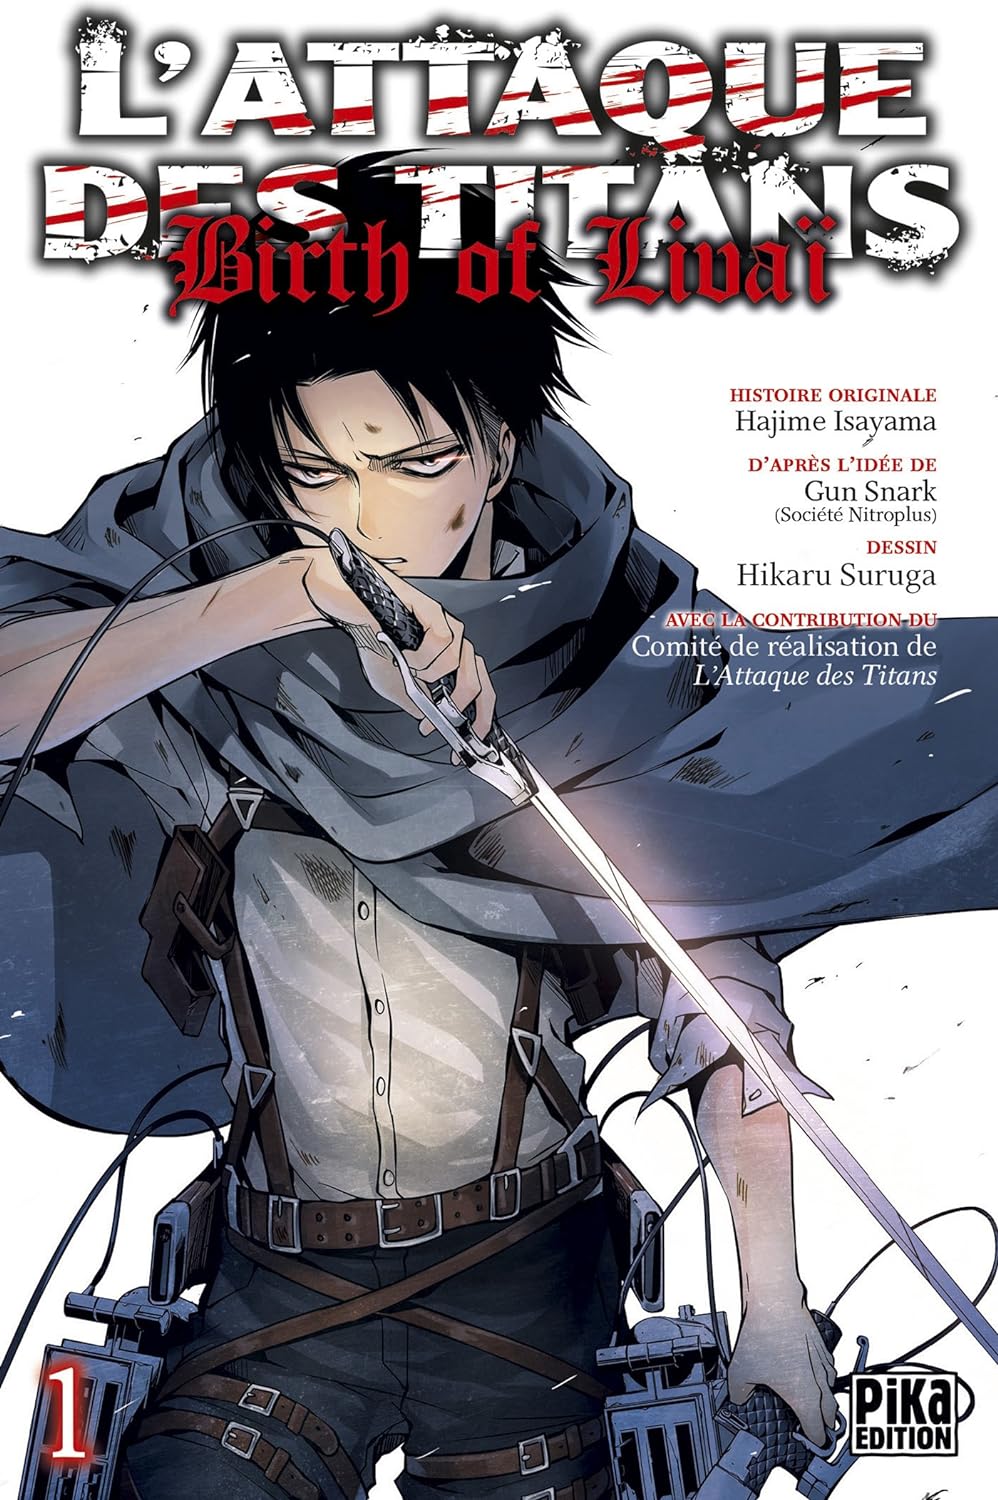 L'ATTAQUE
DES TITANS
Birth of Livaï
HISTOIRE ORIGINALE
Hajime Isayama
D'APRÈS L'IDÉE DE
Gun Snark
(Société Nitroplus)
DESSIN
Hikaru Suruga
AVEC LA CONTRIBUTION DU
Comité de réalisation de
L'Attaque des Titans
1
PiKa
EDITION